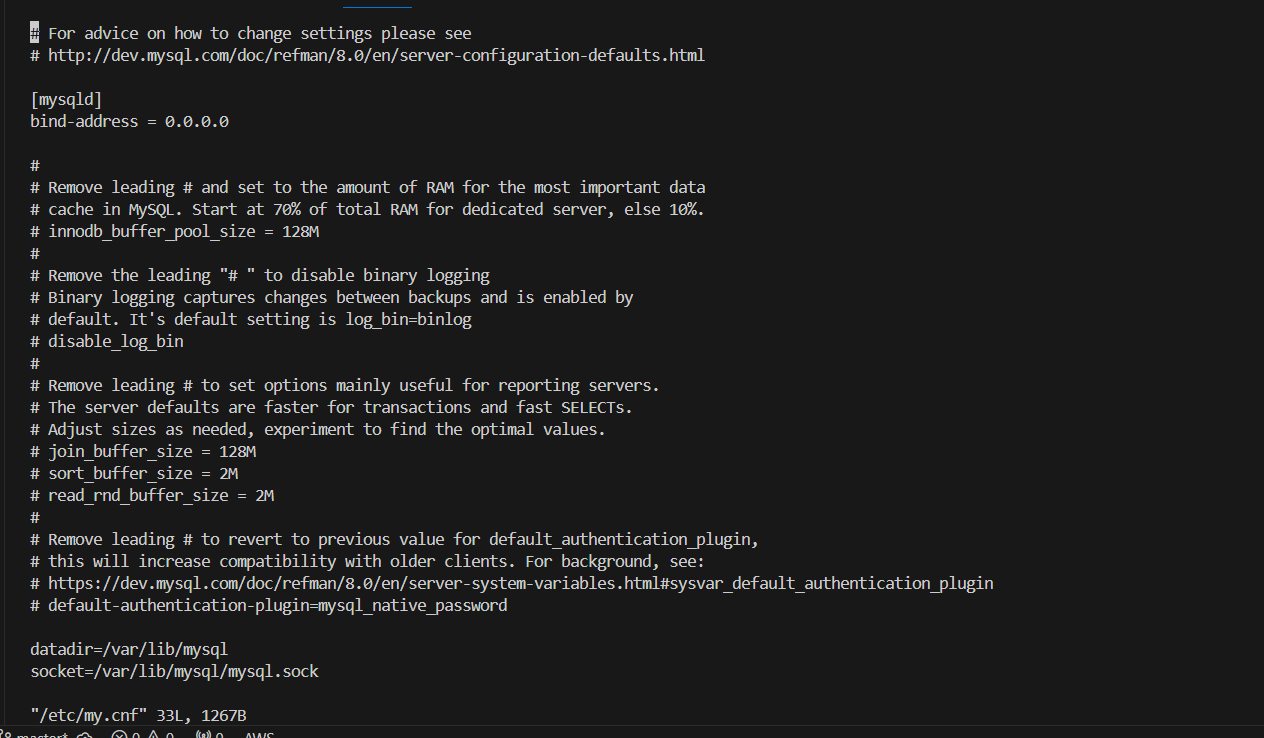 # For advice on how to change settings please see
# http://dev.mysql.com/doc/refman/8.0/en/server-configuration-defaults.html
[mysqld]
bind-address = 0.0.0.0
#
# Remove leading # and set to the amount of RAM for the most important data
# cache in MySQL. Start at 70% of total RAM for dedicated server, else 10%.
# innodb_buffer_pool_size = 128M
#
# Remove the leading "# " to disable binary logging
# Binary logging captures changes between backups and is enabled by
# default. It's default setting is log_bin=binlog
# disable_log_bin
#
# Remove leading # to set options mainly useful for reporting servers.
# The server defaults are faster for transactions and fast SELECTs.
# Adjust sizes as needed, experiment to find the optimal values.
# join_buffer_size = 128M
# sort_buffer_size = 2M
# read_rnd_buffer_size = 2M
#
# Remove leading # to revert to previous value for default_authentication_plugin,
# this will increase compatibility with older clients. For background, see:
# https://dev.mysql.com/doc/refman/8.0/en/server-system-variables.html#sysvar_default_authentication_plugin
# default-authentication-plugin=mysql_native_password
datadir=/var/lib/mysql
socket=/var/lib/mysql/mysql.sock
"/etc/my.cnf" 33L, 1267B
master* 0 0 0 AWS